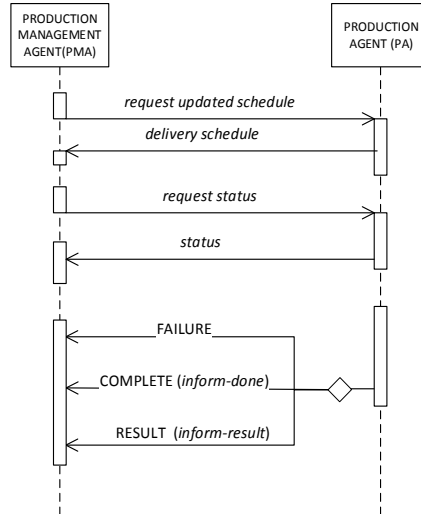 PRODUCTION
MANAGEMENT
AGENT(PMA)
PRODUCTION
AGENT (PA)
request updated schedule
delivery schedule
request status
status
FAILURE
COMPLETE (inform-done)
RESULT (inform-result)